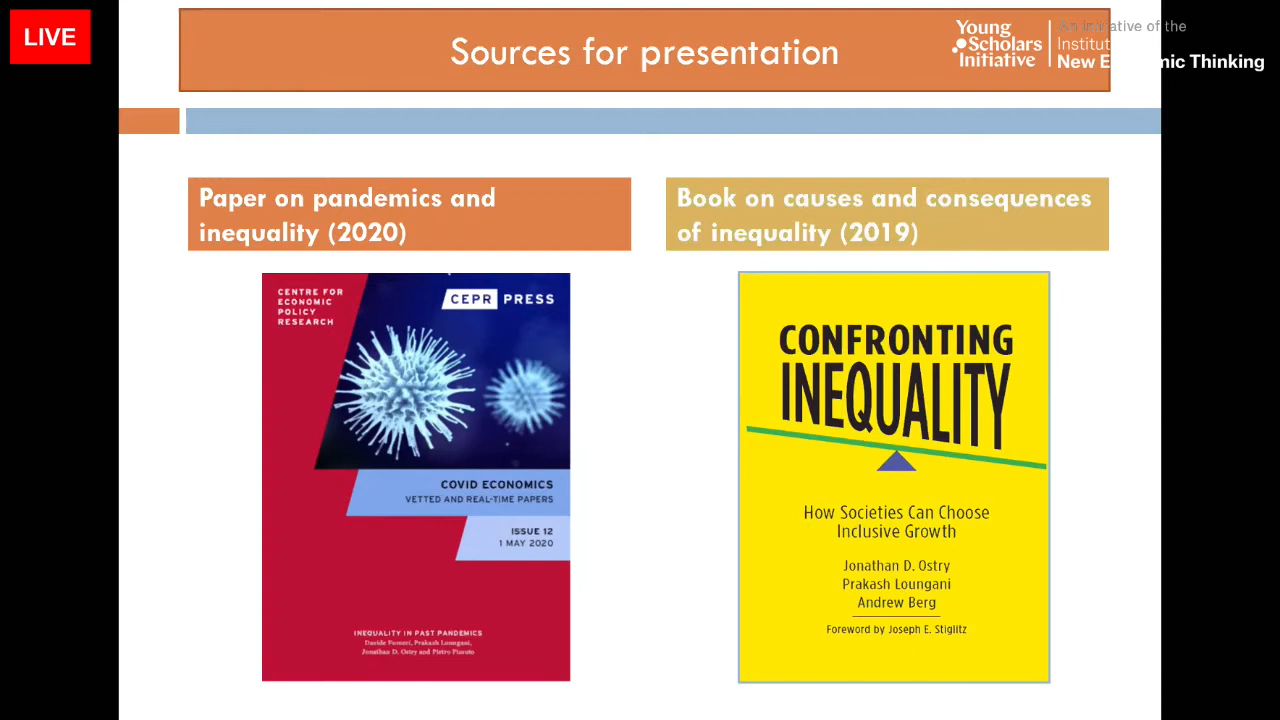 LIVE
Sources for presentation
Young
Scholars
Initiative
An initiative of the
Institut
New E mic Thinking
Paper on pandemics and
inequality (2020)
Book on causes and consequences
of inequality (2019)
CENTRE FOR
ECONOMIC
POLICY
RESEARCH
CEPR PRESS
COVID ECONOMICS
VETTED AND REAL-TIME PAPERS
ISSUE 12
1 MAY 2020
INEQUALITY IN PAST PANDEMICS
Davide Furceri, Prakash Loungani,
Jonathan D. Ostry and Pietro Pizzuto
CONFRONTING
INEQUALITY
How Societies Can Choose
Inclusive Growth
Jonathan D. Ostry
Prakash Loungani
Andrew Berg
Foreword by Joseph E. Stiglitz